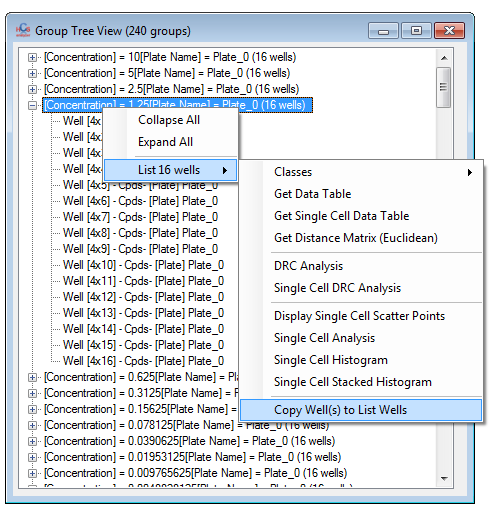 Group Tree View (240 groups)
[Concentration] = 10[Plate Name] = Plate_0 (16 wells)
[Concentration] = 5[Plate Name] = Plate_0 (16 wells)
[Concentration] = 2.5[Plate Name] = Plate_0 (16 wells)
[Concentration] = 1.25[Plate Name] = Plate_0 (16 wells)
Well [4x
Collapse All
Well [4x
Expand All
Well [4x
List 16 wells
Classes
Well [4x5] - Cpds- [Plate] Plate_0
Get Data Table
Well [4x6] - Cpds- [Plate] Plate_0
Well [4x7] - Cpds- [Plate] Plate_0
Get Single Cell Data Table
Well [4x8] - Cpds- [Plate] Plate_0
Get Distance Matrix (Euclidean)
Well [4x9] - Cpds- [Plate] Plate_0
Well [4x10] - Cpds- [Plate] Plate_0
DRC Analysis
Well [4x11] - Cpds- [Plate] Plate_0
Single Cell DRC Analysis
Well [4x12] - Cpds- [Plate] Plate_0
Well [4x13] - Cpds- [Plate] Plate_0
Display Single Cell Scatter Points
Well [4x14] - Cpds- [Plate] Plate_0
Single Cell Analysis
Well [4x15] - Cpds- [Plate] Plate_0
Single Cell Histogram
Well [4x16] - Cpds- [Plate] Plate_0
[Concentration] = 0.625[Plate Name] = Pla
Single Cell Stacked Histogram
[Concentration] = 0.3125[Plate Name] = Pl
[Concentration] = 0.15625[Plate Name] = P
Copy Well(s) to List Wells
[Concentration] = 0.078125[Plate Name] = Plate_0 (16 wells)
[Concentration] = 0.0390625[Plate Name] = Plate_0 (16 wells)
[Concentration] = 0.01953125[Plate Name] = Plate_0 (16 wells)
[Concentration] = 0.009765625[Plate Name] = Plate_0 (16 wells)